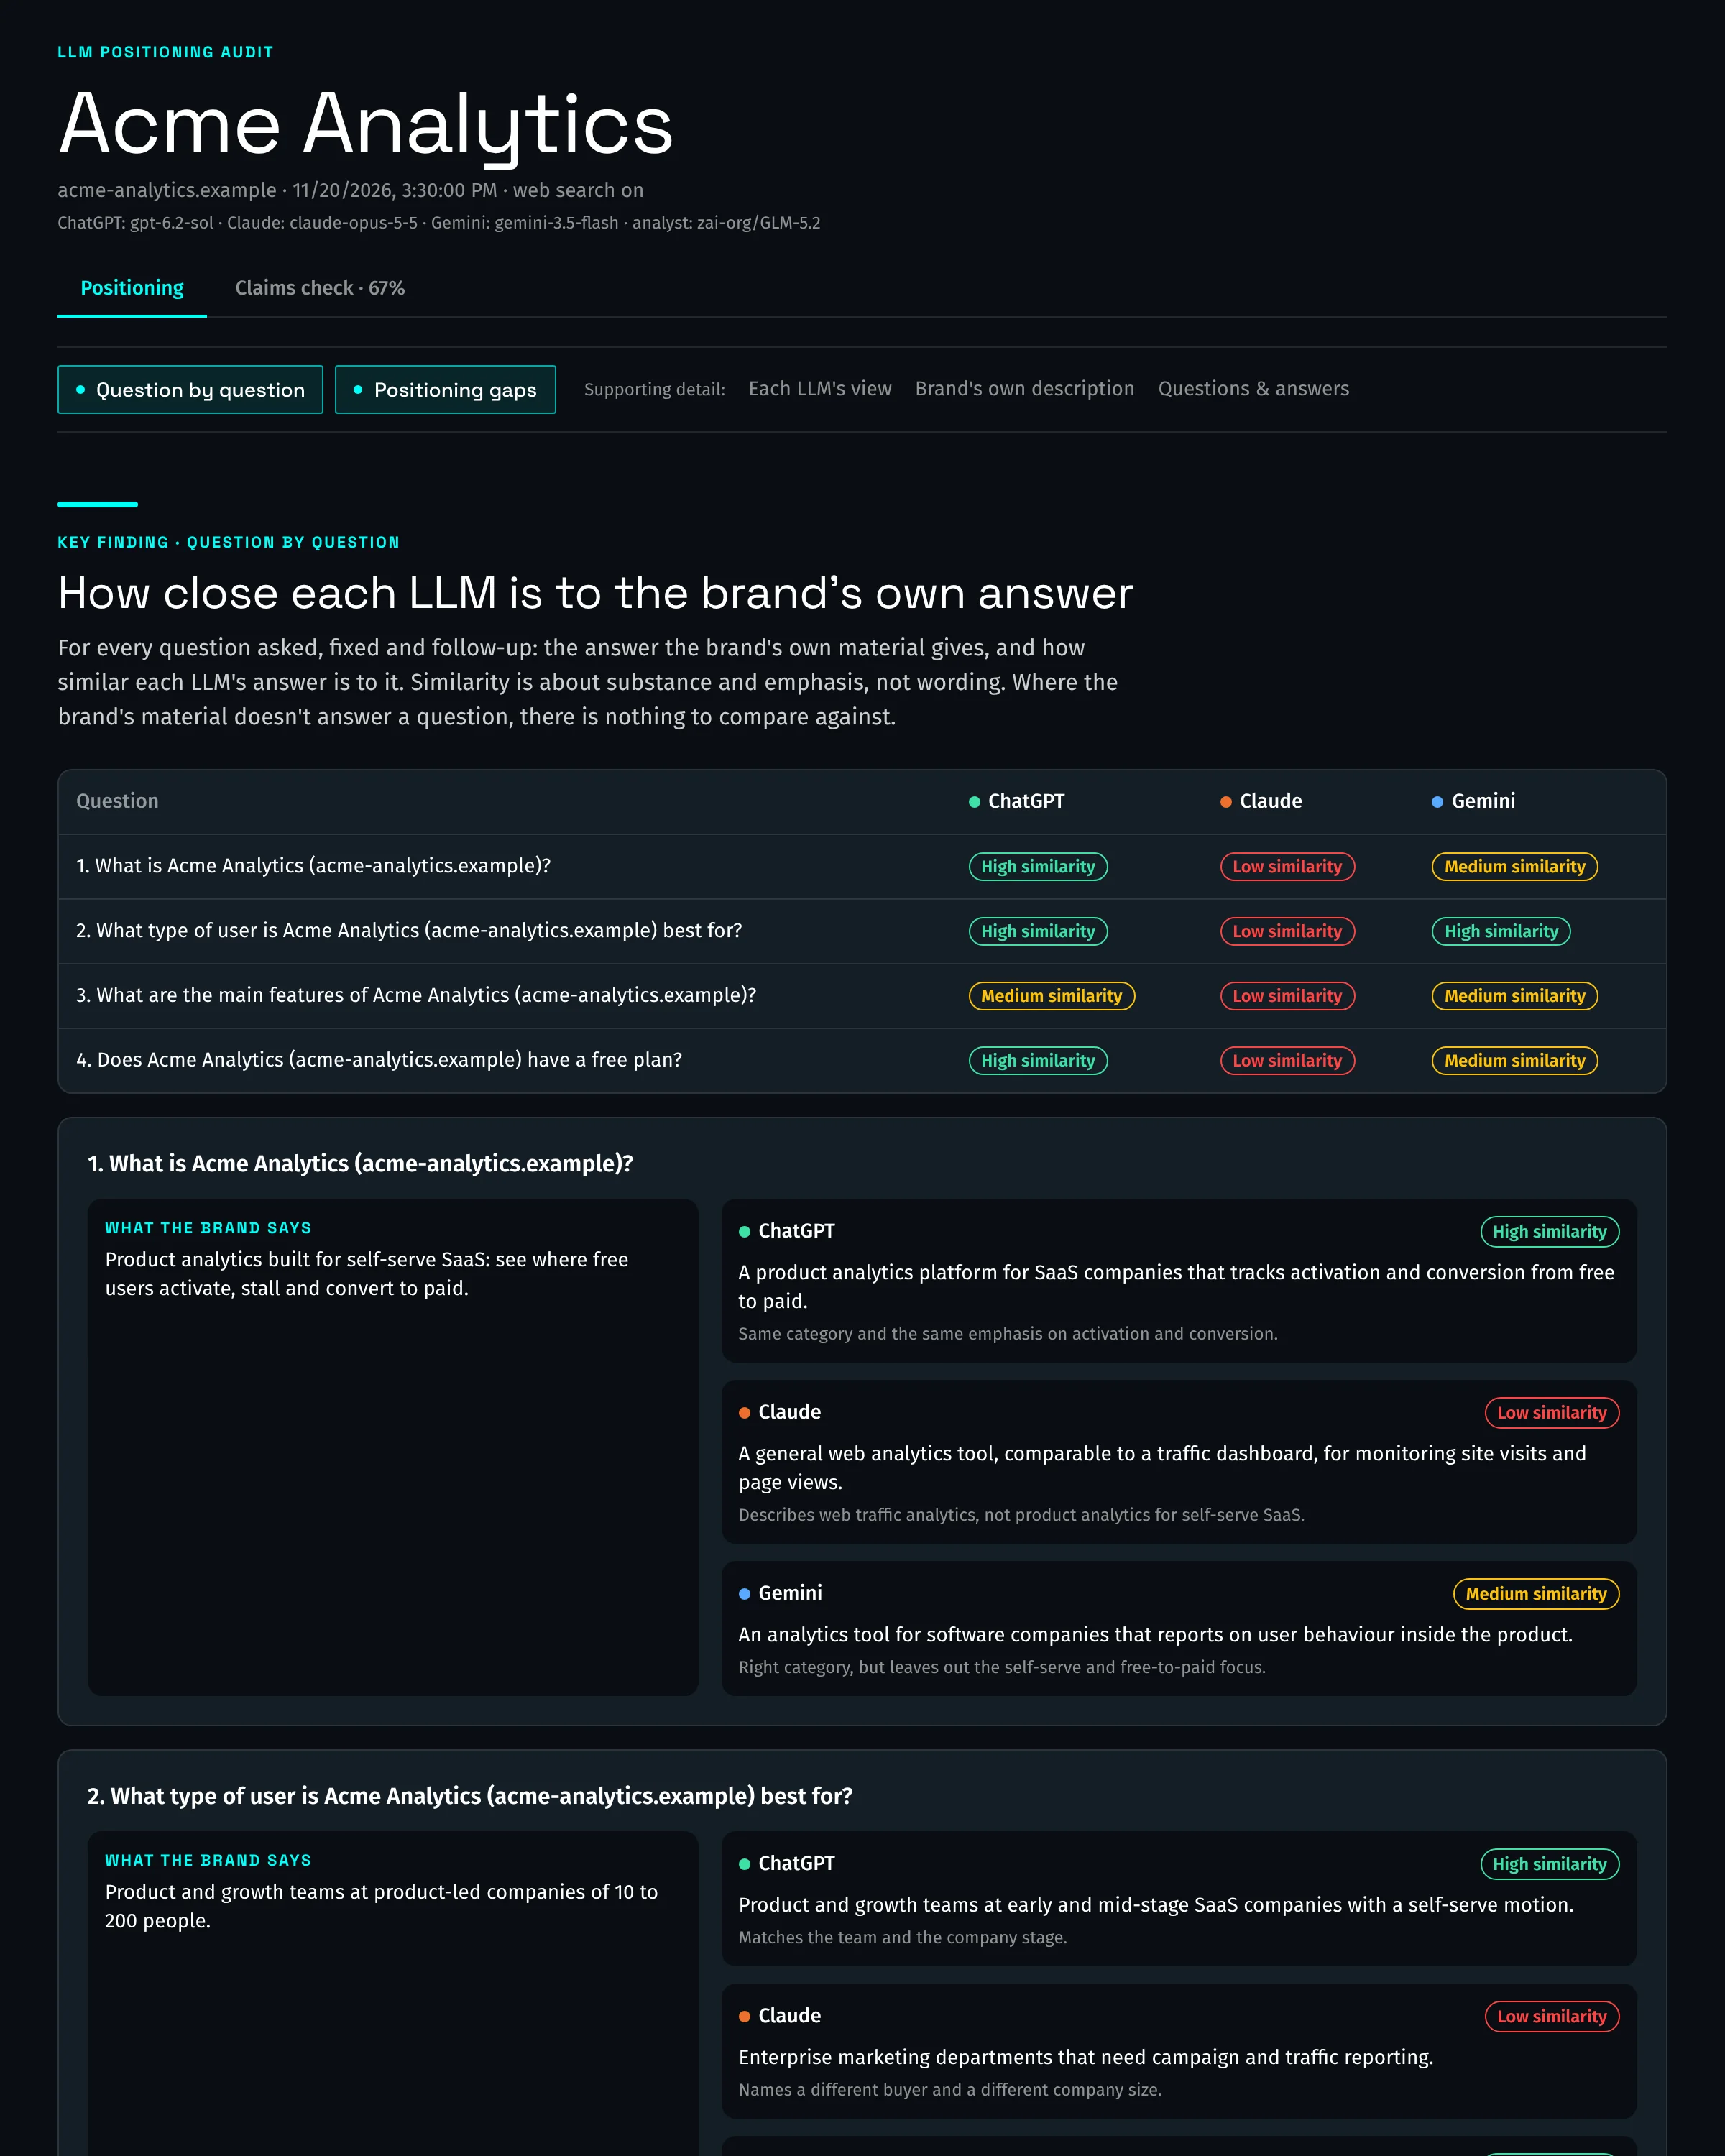 LLM POSITIONING AUDIT
Acme Analytics
acme-analytics.example · 11/20/2026, 3:30:00 PM · web search on
ChatGPT: gpt-6.2-sol · Claude: claude-opus-5-5 · Gemini: gemini-3.5-flash · analyst: zai-org/GLM-5.2
Positioning
Claims check · 67%
Question by question
Positioning gaps
Supporting detail:
Each LLM's view
Brand's own description
Questions & answers
KEY FINDING · QUESTION BY QUESTION
How close each LLM is to the brand’s own answer
For every question asked, fixed and follow-up: the answer the brand's own material gives, and how
similar each LLM's answer is to it. Similarity is about substance and emphasis, not wording. Where the
brand's material doesn't answer a question, there is nothing to compare against.
Question ChatGPT Claude Gemini
1. What is Acme Analytics (acme-analytics.example)? High similarity Low similarity Medium similarity
2. What type of user is Acme Analytics (acme-analytics.example) best for? High similarity Low similarity High similarity
3. What are the main features of Acme Analytics (acme-analytics.example)? Medium similarity Low similarity Medium similarity
4. Does Acme Analytics (acme-analytics.example) have a free plan? High similarity Low similarity Medium similarity
1. What is Acme Analytics (acme-analytics.example)?
WHAT THE BRAND SAYS
Product analytics built for self-serve SaaS: see where free
users activate, stall and convert to paid.
ChatGPT High similarity
A product analytics platform for SaaS companies that tracks activation and conversion from free
to paid.
Same category and the same emphasis on activation and conversion.
Claude Low similarity
A general web analytics tool, comparable to a traffic dashboard, for monitoring site visits and
page views.
Describes web traffic analytics, not product analytics for self-serve SaaS.
Gemini Medium similarity
An analytics tool for software companies that reports on user behaviour inside the product.
Right category, but leaves out the self-serve and free-to-paid focus.
2. What type of user is Acme Analytics (acme-analytics.example) best for?
WHAT THE BRAND SAYS
Product and growth teams at product-led companies of 10 to
200 people.
ChatGPT High similarity
Product and growth teams at early and mid-stage SaaS companies with a self-serve motion.
Matches the team and the company stage.
Claude Low similarity
Enterprise marketing departments that need campaign and traffic reporting.
Names a different buyer and a different company size.